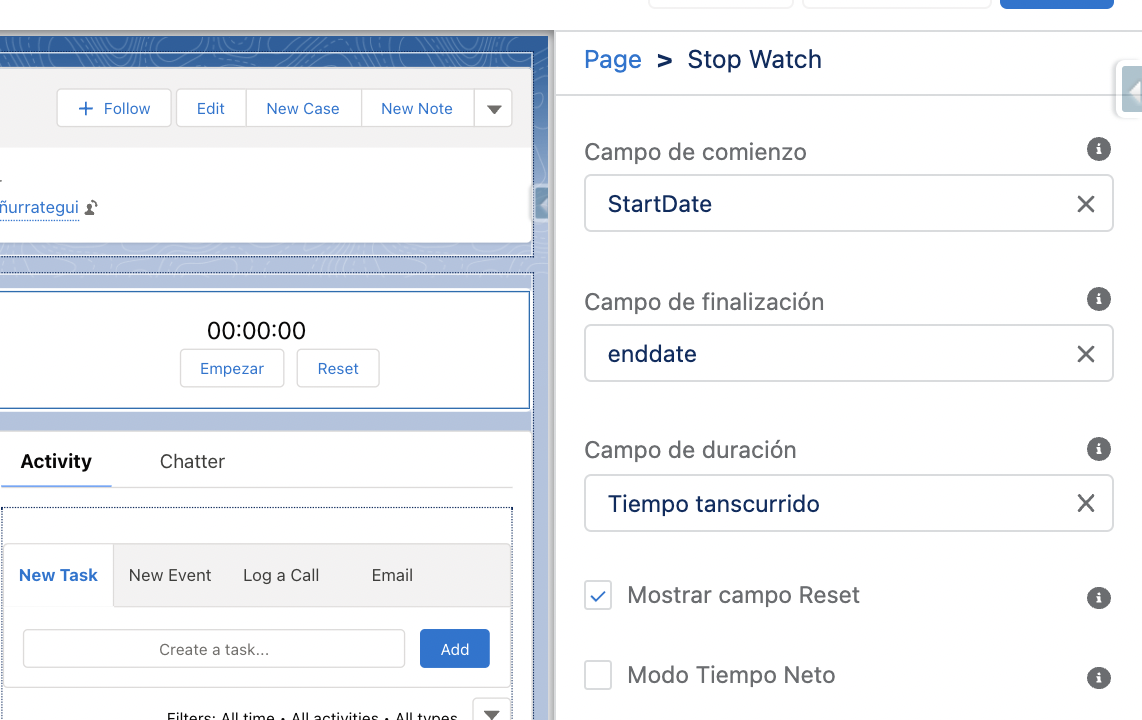 Page > Stop Watch
+ Follow Edit New Case New Note
Campo de comienzo
StartDate
ñurrategui
Campo de finalización
00:00:00
enddate
Empezar Reset
Campo de duración
Activity Chatter
Tiempo tanscurrido
New Task New Event Log a Call Email
Mostrar campo Reset
Create a task... Add
Modo Tiempo Neto
Filters: All time • All activities • All types